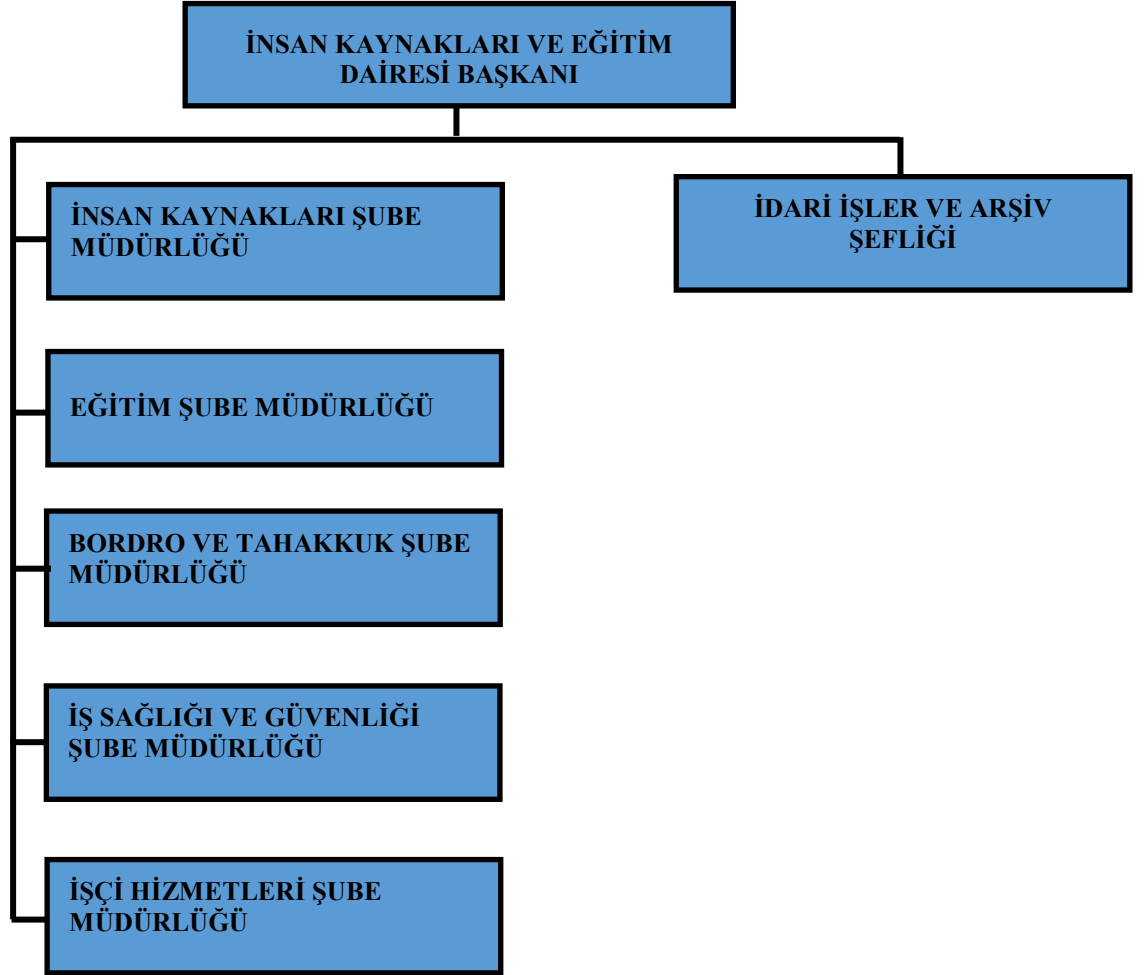 İNSAN KAYNAKLARI VE EĞİTİM
DAİRESİ BAŞKANI
İNSAN KAYNAKLARI ŞUBE
MÜDÜRLÜĞÜ
İDARİ İŞLER VE ARŞİV
ŞEFLİĞİ
EĞİTİM ŞUBE MÜDÜRLÜĞÜ
BORDRO VE TAHAKKUK ŞUBE
MÜDÜRLÜĞÜ
İŞ SAĞLIĞI VE GÜVENLİĞİ
ŞUBE MÜDÜRLÜĞÜ
İŞÇİ HİZMETLERİ ŞUBE
MÜDÜRLÜĞÜ